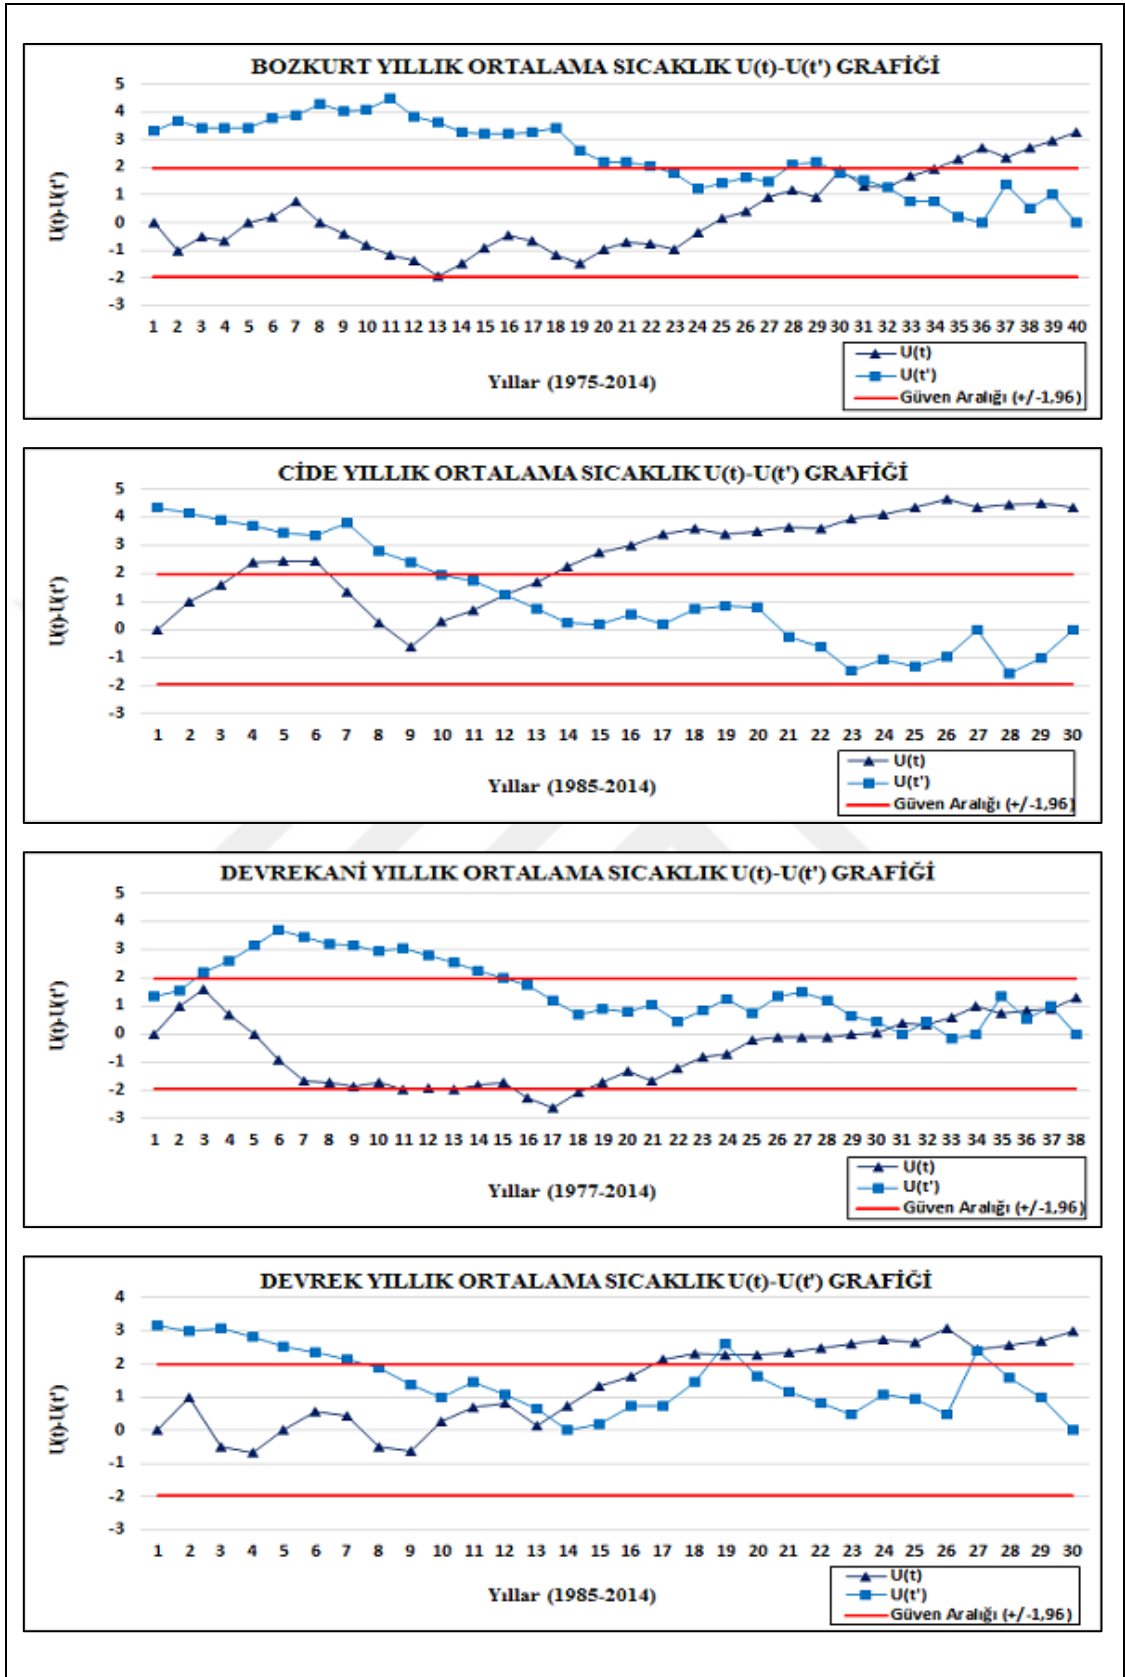 BOZKURT YILLIK ORTALAMA SICAKLIK U(t)-U(t') GRAFİĞİ
U(t)-U(t')
5
4
3
2
1
0
-1
-2
-3
1 2 3 4 5 6 7 8 9 10 11 12 13 14 15 16 17 18 19 20 21 22 23 24 25 26 27 28 29 30 31 32 33 34 35 36 37 38 39 40
Yıllar (1975-2014)
U(t)
U(t')
Güven Aralığı (+/-1,96)
CİDE YILLIK ORTALAMA SICAKLIK U(t)-U(t') GRAFİĞİ
U(t)-U(t')
5
4
3
2
1
0
-1
-2
-3
1 2 3 4 5 6 7 8 9 10 11 12 13 14 15 16 17 18 19 20 21 22 23 24 25 26 27 28 29 30
Yıllar (1985-2014)
U(t)
U(t')
Güven Aralığı (+/-1,96)
DEVREKANİ YILLIK ORTALAMA SICAKLIK U(t)-U(t') GRAFİĞİ
U(t)-U(t')
5
4
3
2
1
0
-1
-2
-3
1 2 3 4 5 6 7 8 9 10 11 12 13 14 15 16 17 18 19 20 21 22 23 24 25 26 27 28 29 30 31 32 33 34 35 36 37 38
Yıllar (1977-2014)
U(t)
U(t')
Güven Aralığı (+/-1,96)
DEVREK YILLIK ORTALAMA SICAKLIK U(t)-U(t') GRAFİĞİ
U(t)-U(t')
4
3
2
1
0
-1
-2
-3
1 2 3 4 5 6 7 8 9 10 11 12 13 14 15 16 17 18 19 20 21 22 23 24 25 26 27 28 29 30
Yıllar (1985-2014)
U(t)
U(t')
Güven Aralığı (+/-1,96)